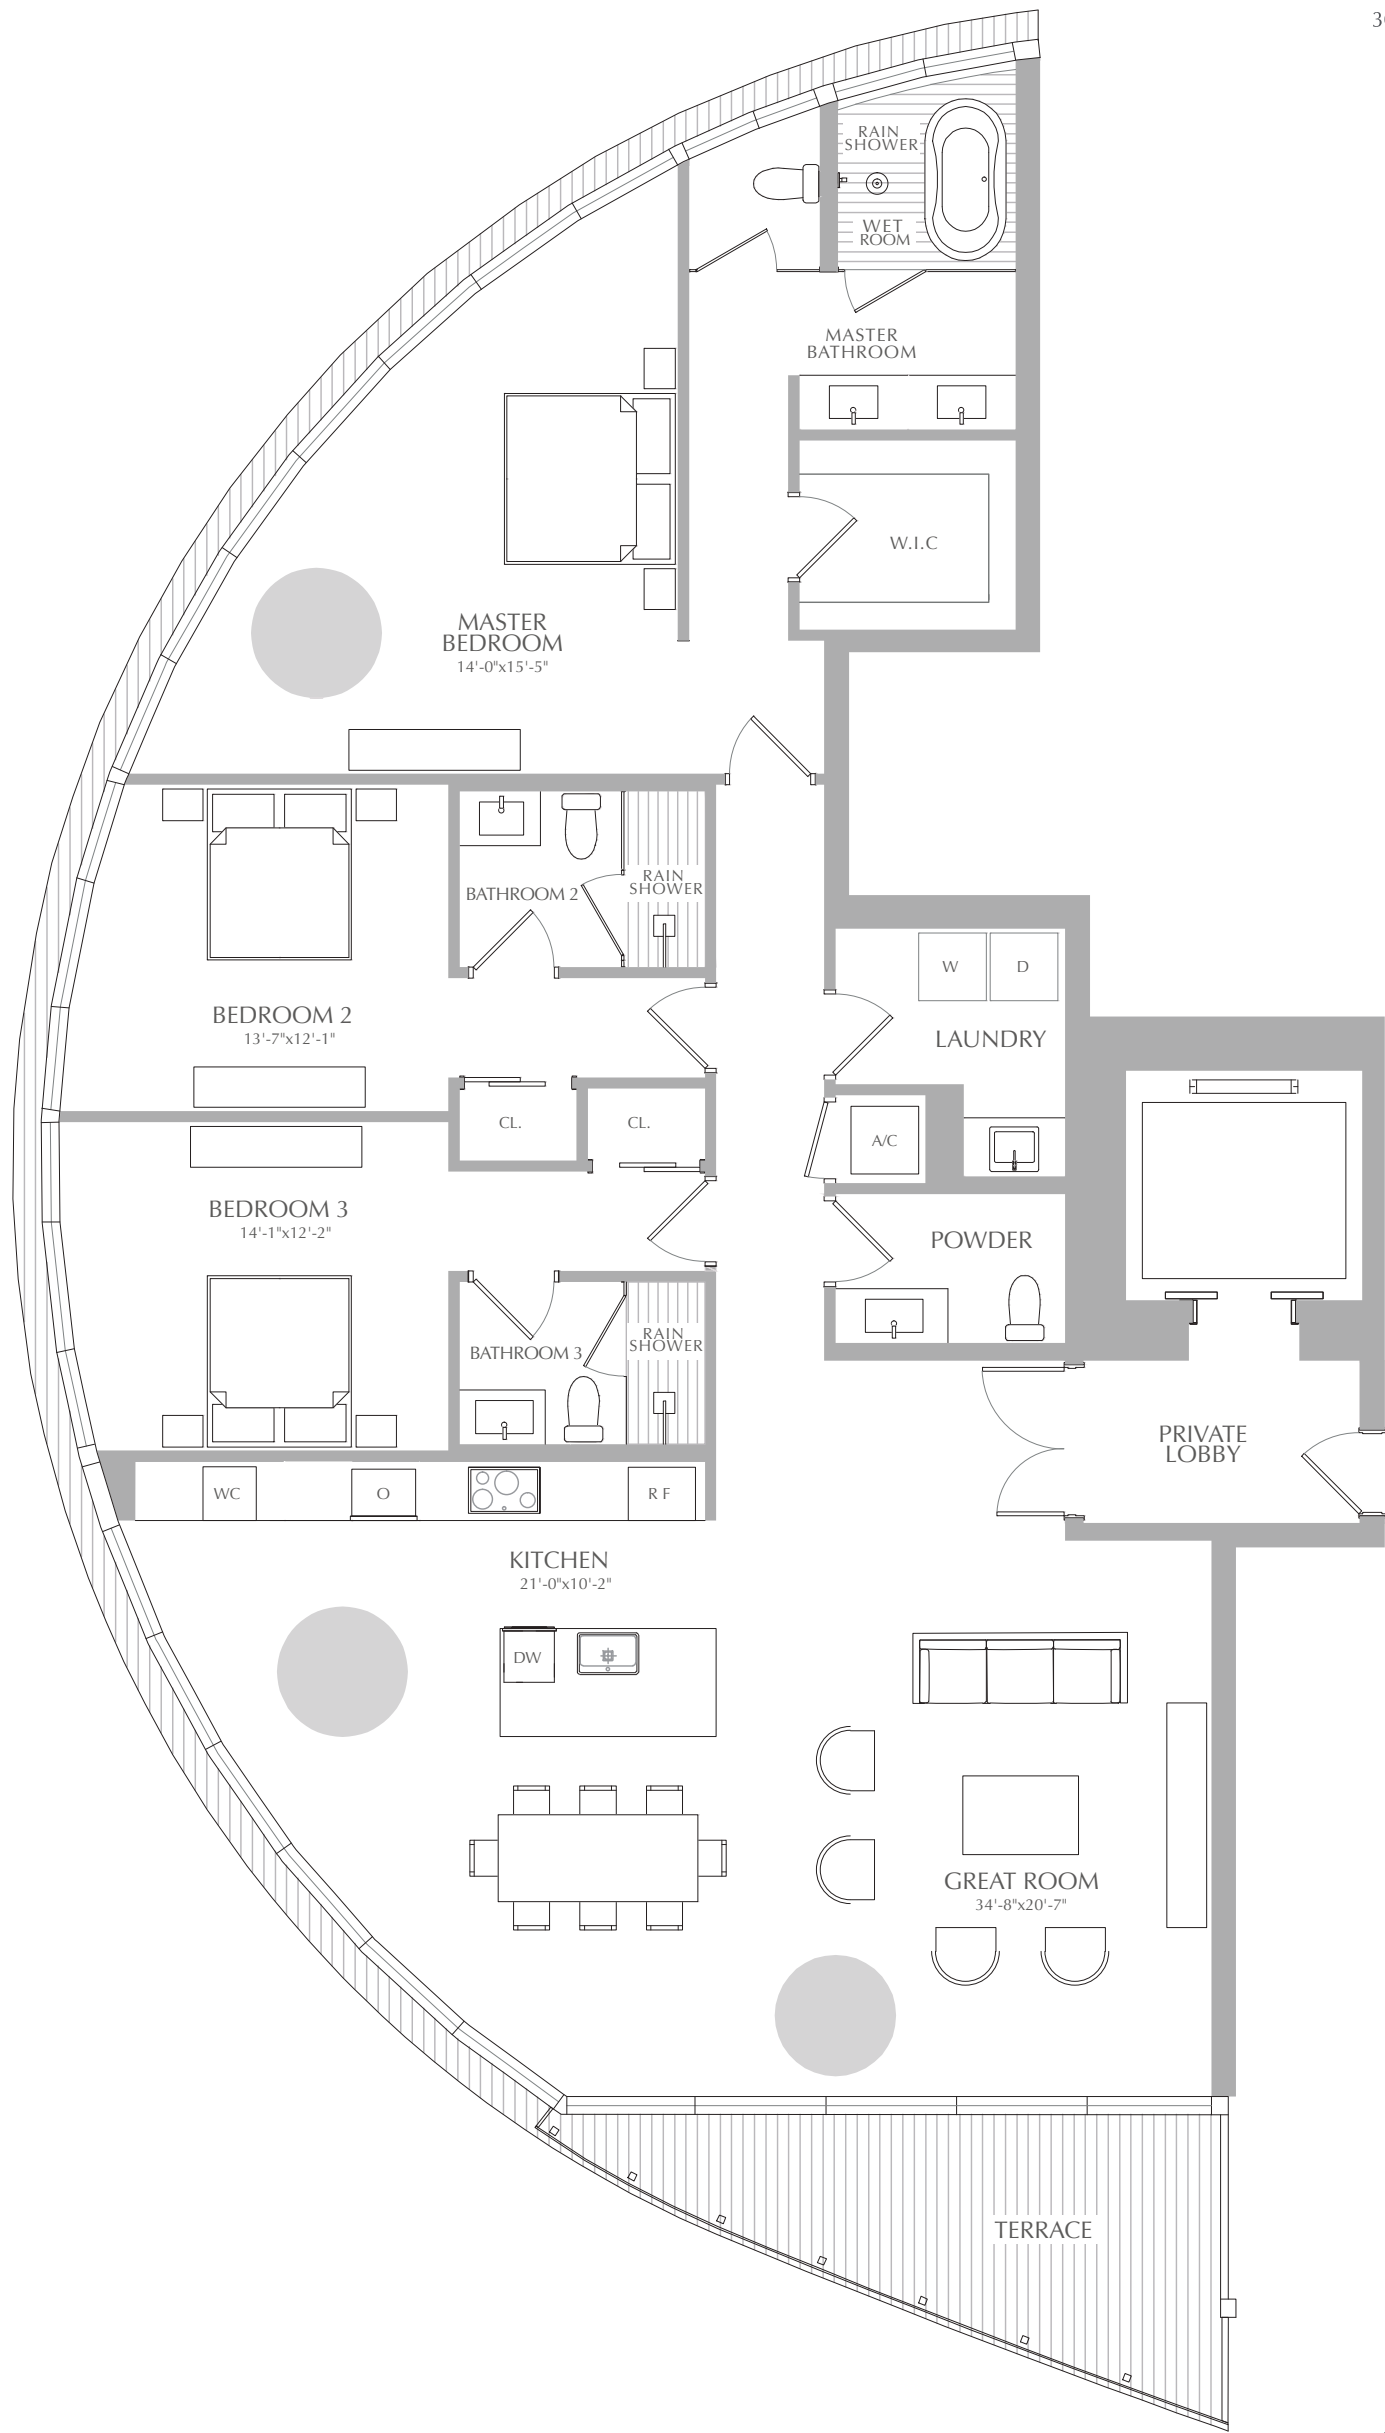 RAIN
SHOWER
WET
ROOM
MASTER
BATHROOM
W.I.C
MASTER
BEDROOM
14'-0"x15'-5"
BATHROOM 2
RAIN
SHOWER
W
D
BEDROOM 2
13'-7"x12'-1"
LAUNDRY
CL.
CL.
A/C
BEDROOM 3
14'-1"x12'-2"
POWDER
BATHROOM 3
RAIN
SHOWER
PRIVATE
LOBBY
WC
O
R F
KITCHEN
21'-0"x10'-2"
DW
GREAT ROOM
34'-8"x20'-7"
TERRACE